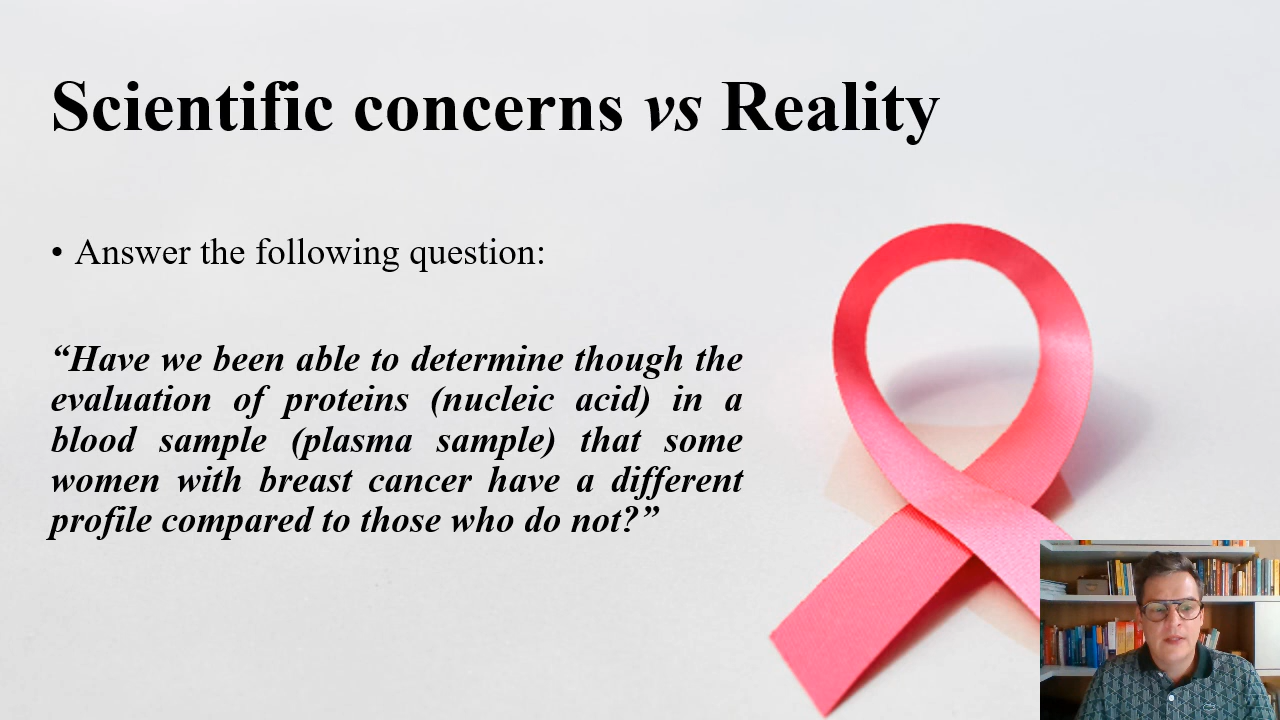 Scientific concerns vs Reality
• Answer the following question:
“Have we been able to determine though the
evaluation of proteins (nucleic acid) in a
blood sample (plasma sample) that some
women with breast cancer have a different
profile compared to those who do not?”